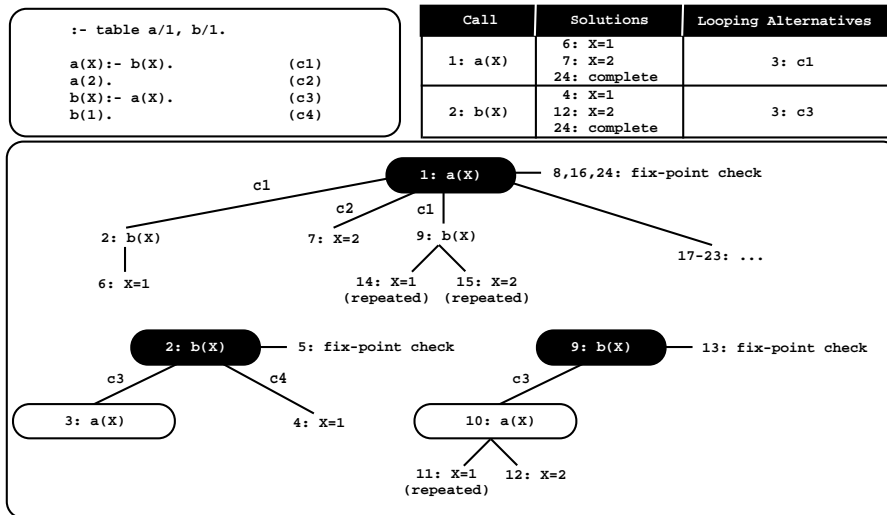 :- table a/1, b/1.
a(X):- b(X). (c1)
a(2). (c2)
b(X):- a(X). (c3)
b(1). (c4)
Call Solutions Looping Alternatives
1: a(X)
6: X=1
7: X=2
24: complete
3: c1
2: b(X)
4: X=1
12: X=2
24: complete
3: c3
1: a(X)
8,16,24: fix-point check
c1
c2
c1
2: b(X)
7: X=2
9: b(X)
17-23: ...
6: X=1
14: X=1
(repeated)
15: X=2
(repeated)
2: b(X)
5: fix-point check
c3
c4
3: a(X)
4: X=1
9: b(X)
13: fix-point check
c3
10: a(X)
11: X=1
(repeated)
12: X=2